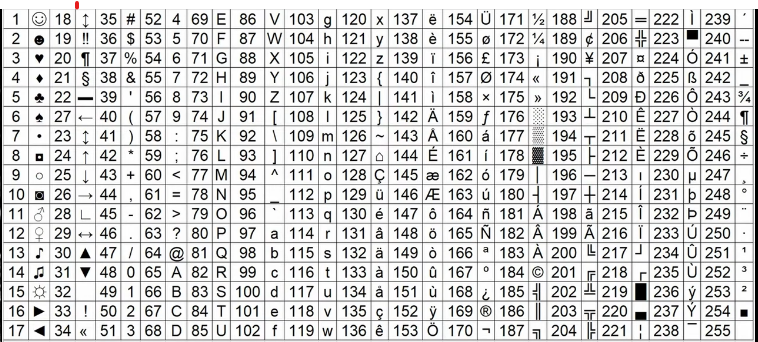 1 ☺ 18 ↕ 35 # 52 4 69 E 86 V 103 g 120 x 137 ë 154 Ü 171 ½ 188 ╝ 205 ═ 222 Ì 239 ´
2 ☻ 19 ‼ 36 $ 53 5 70 F 87 W 104 h 121 y 138 è 155 ø 172 ¼ 189 ¢ 206 ╬ 223 ▀ 240 --
3 ♥ 20 ¶ 37 % 54 6 71 G 88 X 105 i 122 z 139 ï 156 £ 173 ¡ 190 ¥ 207 ¤ 224 Ó 241 ±
4 ♦ 21 § 38 & 55 7 72 H 89 Y 106 j 123 { 140 î 157 Ø 174 « 191 ┐ 208 ð 225 ß 242 _
5 ♣ 22 ▬ 39 ' 56 8 73 I 90 Z 107 k 124 | 141 ì 158 × 175 » 192 └ 209 Ð 226 Ô 243 ¾
6 ♠ 27 ← 40 ( 57 9 74 J 91 [ 108 l 125 } 142 Ä 159 ƒ 176 ░ 193 ┴ 210 Ê 227 Ò 244 ¶
7 • 23 ↨ 41 ) 58 : 75 K 92 \ 109 m 126 ~ 143 Å 160 á 177 ▒ 194 ┬ 211 Ë 228 õ 245 §
8 ◘ 24 ↑ 42 * 59 ; 76 L 93 ] 110 n 127 ⌂ 144 É 161 í 178 ▓ 195 ├ 212 È 229 Õ 246 ÷
9 ○ 25 ↓ 43 + 60 < 77 M 94 ^ 111 o 128 Ç 145 æ 162 ó 179 │ 196 ─ 213 ı 230 µ 247 ¸
10 ◙ 26 → 44 , 61 = 78 N 95 _ 112 p 129 ü 146 Æ 163 ú 180 ┤ 197 ┼ 214 Í 231 þ 248 °
11 ♂ 28 ∟ 45 - 62 > 79 O 96 ` 113 q 130 é 147 ô 164 ñ 181 Á 198 ã 215 Î 232 Þ 249 ¨
12 ♀ 29 ↔ 46 . 63 ? 80 P 97 a 114 r 131 â 148 ö 165 Ñ 182 Â 199 Ã 216 Ï 233 Ú 250 ·
13 ♪ 30 ▲ 47 / 64 @ 81 Q 98 b 115 s 132 ä 149 ò 166 ª 183 À 200 ╚ 217 ┘ 234 Û 251 ¹
14 ♫ 31 ▼ 48 0 65 A 82 R 99 c 116 t 133 à 150 û 167 º 184 © 201 ╔ 218 ┌ 235 Ù 252 ³
15 ☼ 32 49 1 66 B 83 S 100 d 117 u 134 å 151 ù 168 ¿ 185 ╣ 202 ╩ 219 █ 236 ý 253 ²
16 ► 33 ! 50 2 67 C 84 T 101 e 118 v 135 ç 152 ÿ 169 ® 186 ║ 203 ╦ 220 ▄ 237 Ý 254 ■
17 ◄ 34 « 51 3 68 D 85 U 102 f 119 w 136 ê 153 Ö 170 ¬ 187 ╗ 204 ╠ 221 ¦ 238 ¯ 255